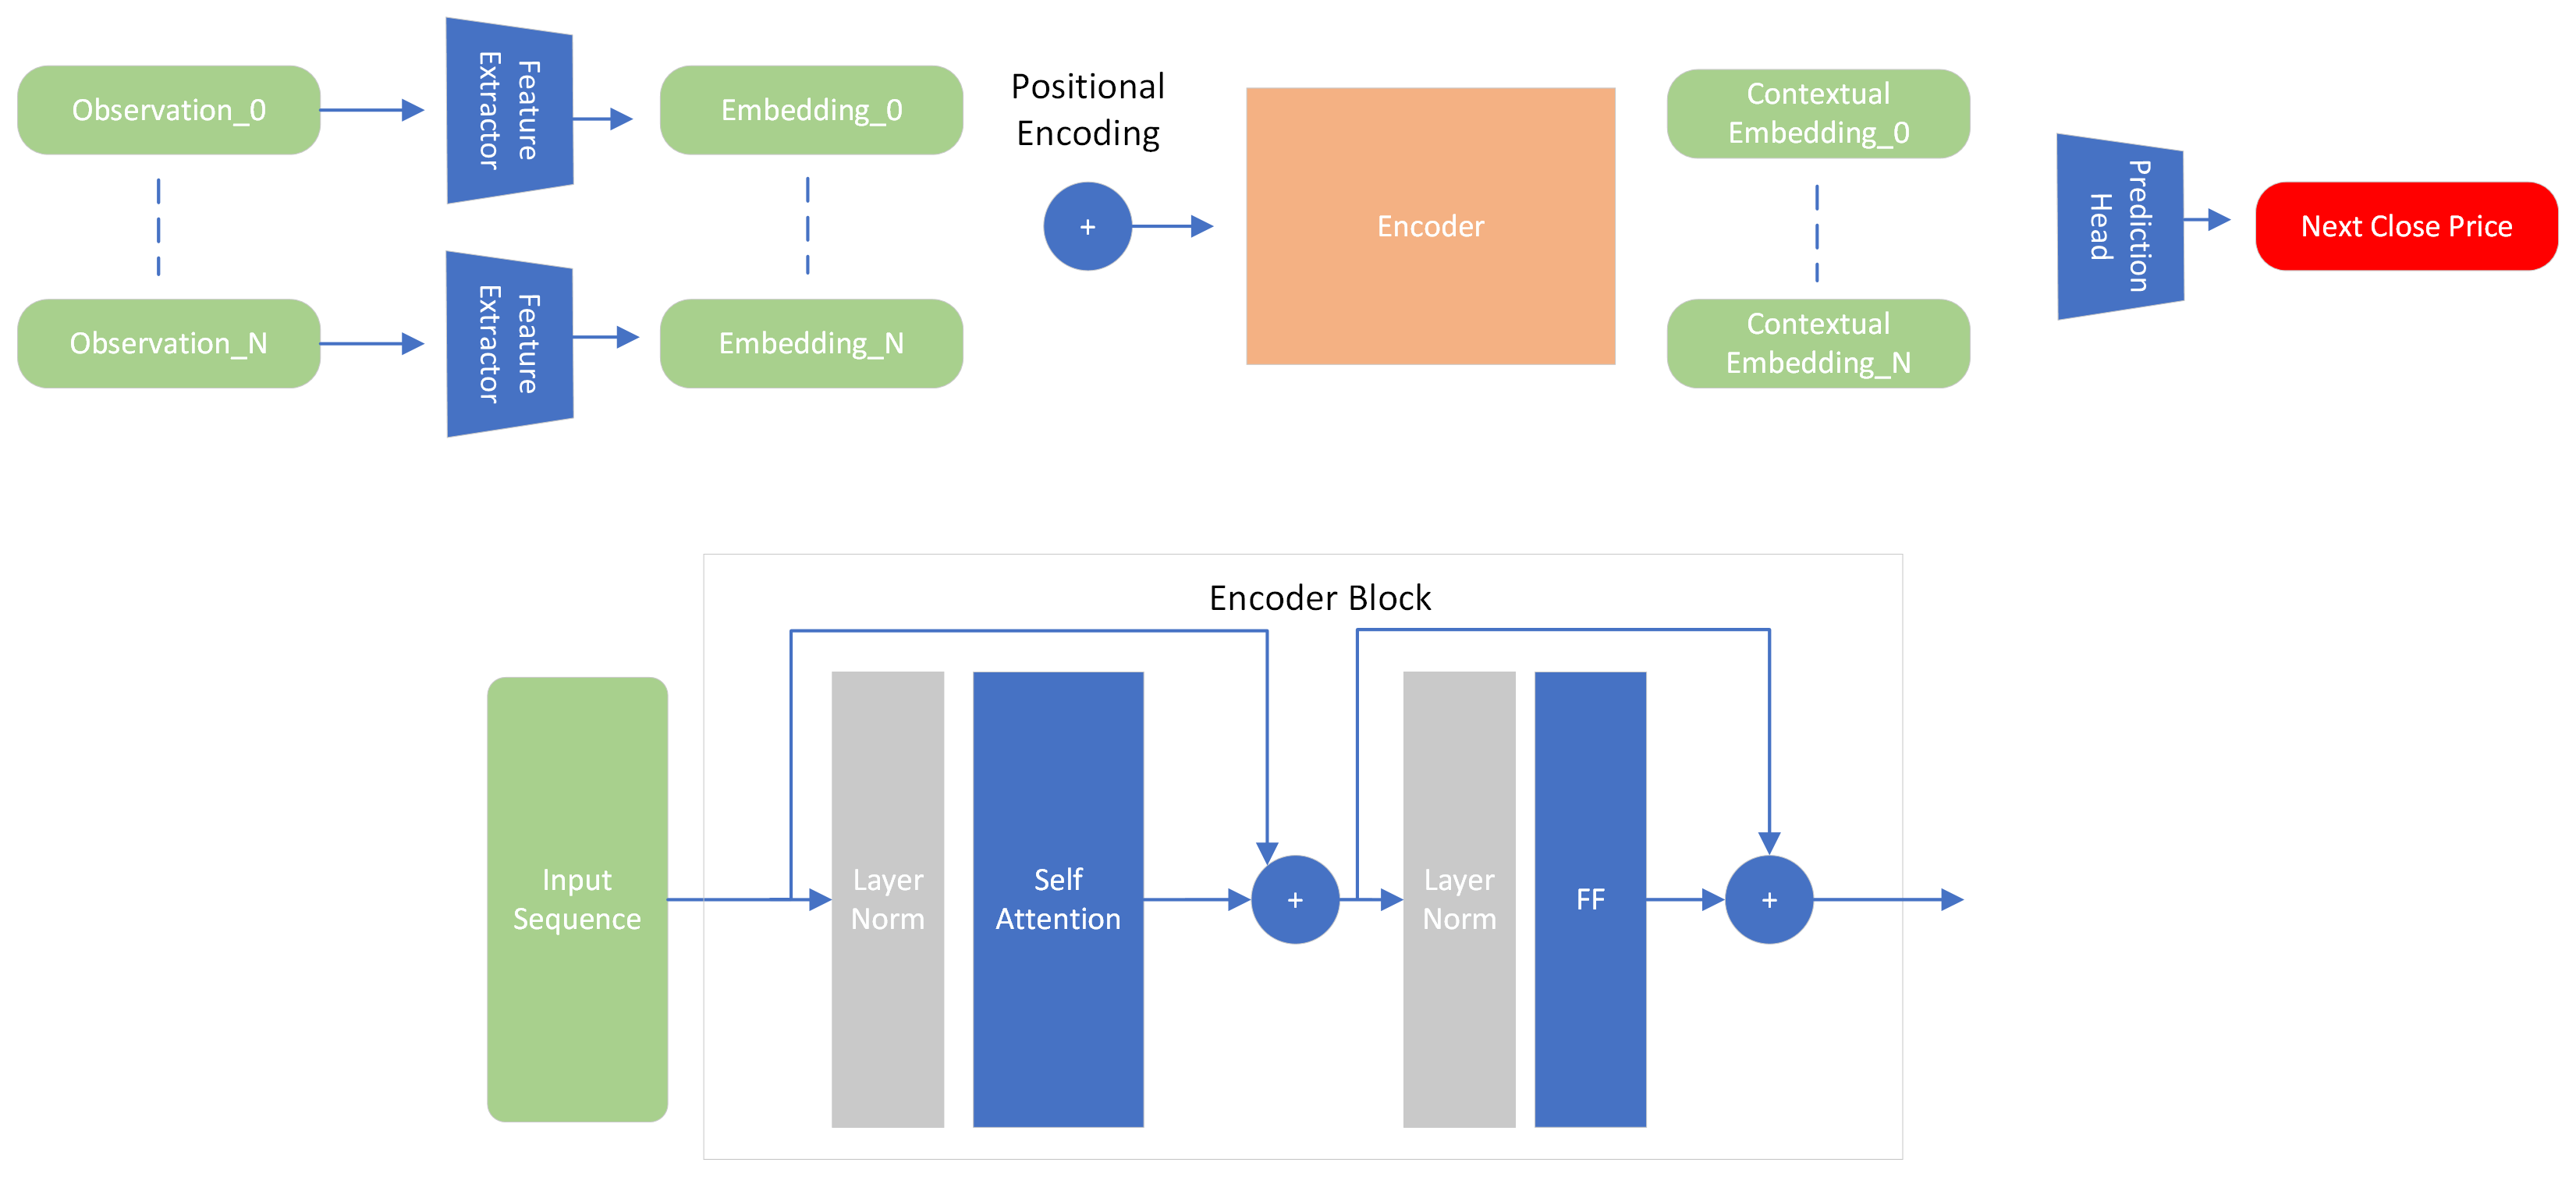 Observation_0
Feature
Extractor
Embedding_0
Positional
Encoding
+
Encoder
Contextual
Embedding_0
Prediction
Head
Next Close Price
Observation_N
Feature
Extractor
Embedding_N
Contextual
Embedding_N
Encoder Block
Input
Sequence
Layer
Norm
Self
Attention
+
Layer
Norm
FF
+